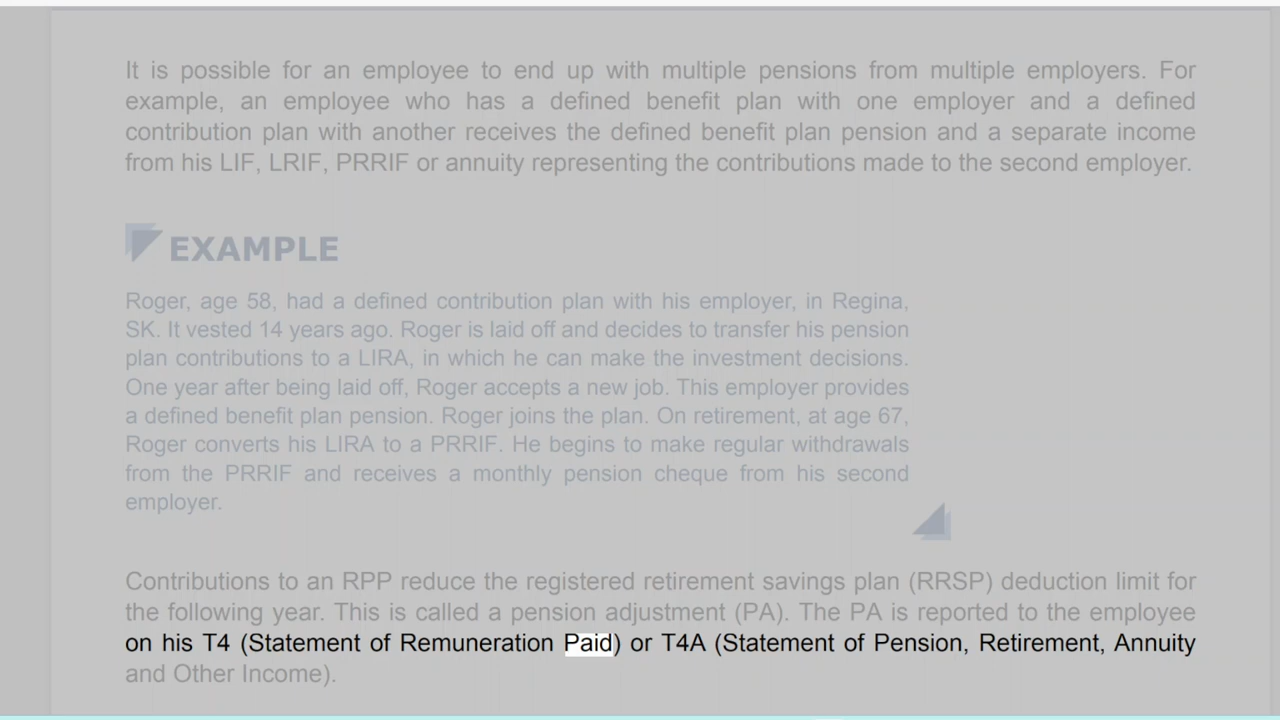 It is possible for an employee to end up with multiple pensions from multiple employers. For
example, an employee who has a defined benefit plan with one employer and a defined
contribution plan with another receives the defined benefit plan pension and a separate income
from his LIF, LRIF, PRRIF or annuity representing the contributions made to the second employer.
EXAMPLE
Roger, age 58, had a defined contribution plan with his employer, in Regina,
SK. It vested 14 years ago. Roger is laid off and decides to transfer his pension
plan contributions to a LIRA, in which he can make the investment decisions.
One year after being laid off, Roger accepts a new job. This employer provides
a defined benefit plan pension. Roger joins the plan. On retirement, at age 67,
Roger converts his LIRA to a PRRIF. He begins to make regular withdrawals
from the PRRIF and receives a monthly pension cheque from his second
employer.
Contributions to an RPP reduce the registered retirement savings plan (RRSP) deduction limit for
the following year. This is called a pension adjustment (PA). The PA is reported to the employee
on his T4 (Statement of Remuneration Paid) or T4A (Statement of Pension, Retirement, Annuity
and Other Income).